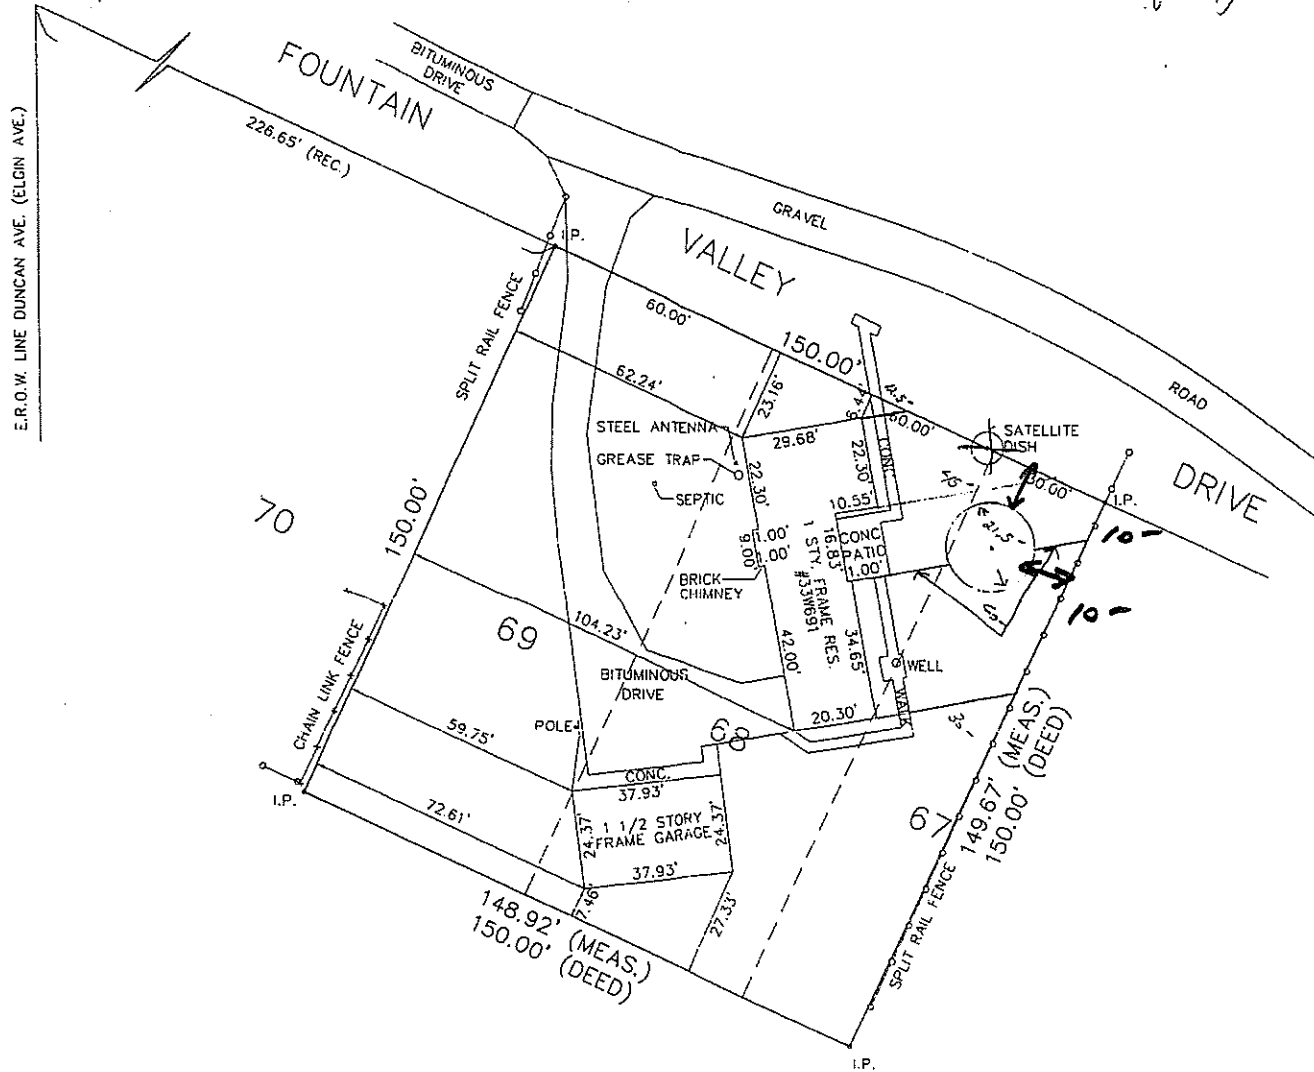 E.R.O.W. LINE DUNCAN AVE. (ELGIN AVE.)
FOUNTAIN
BITUMINOUS
DRIVE
226.65' (REC.)
GRAVEL
VALLEY
I.P.
SPLIT RAIL FENCE
60.00'
150.00'
62.24'
23.16'
STEEL ANTENNA
GREASE TRAP
SEPTIC
29.68'
22.30'
22.30'
CONC.
60.00'
SATELLITE
DISH
ROAD
DRIVE
30.00'
I.P.
10-
10-
21.5-
10.55'
CONC
PATIO
1.00'
16.83'
1 STY. FRAME RES.
#33W691
1.00'
1.00'
9.00'
BRICK
CHIMNEY
70
150.00'
69
104.23'
42.00'
34.65'
WELL
WALK
BITUMINOUS
DRIVE
20.30'
30-
68
POLE
CHAIN LINK FENCE
59.75'
CONC.
37.93'
I.P.
72.61'
24.37'
1 1/2 STORY
FRAME GARAGE
24.37'
37.93'
7.46'
27.33'
67
149.67' (MEAS.)
150.00' (DEED)
SPLIT RAIL FENCE
148.92' (MEAS.)
150.00' (DEED)
I.P.